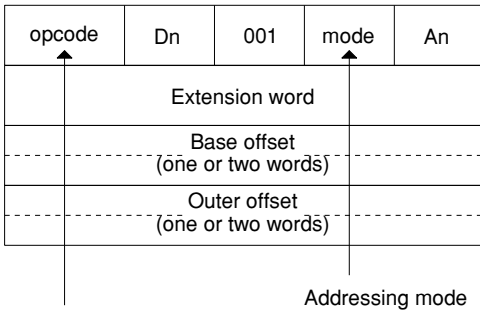 opcode Dn 001 mode An
Extension word
Base offset
(one or two words)
Outer offset
(one or two words)
Addressing mode